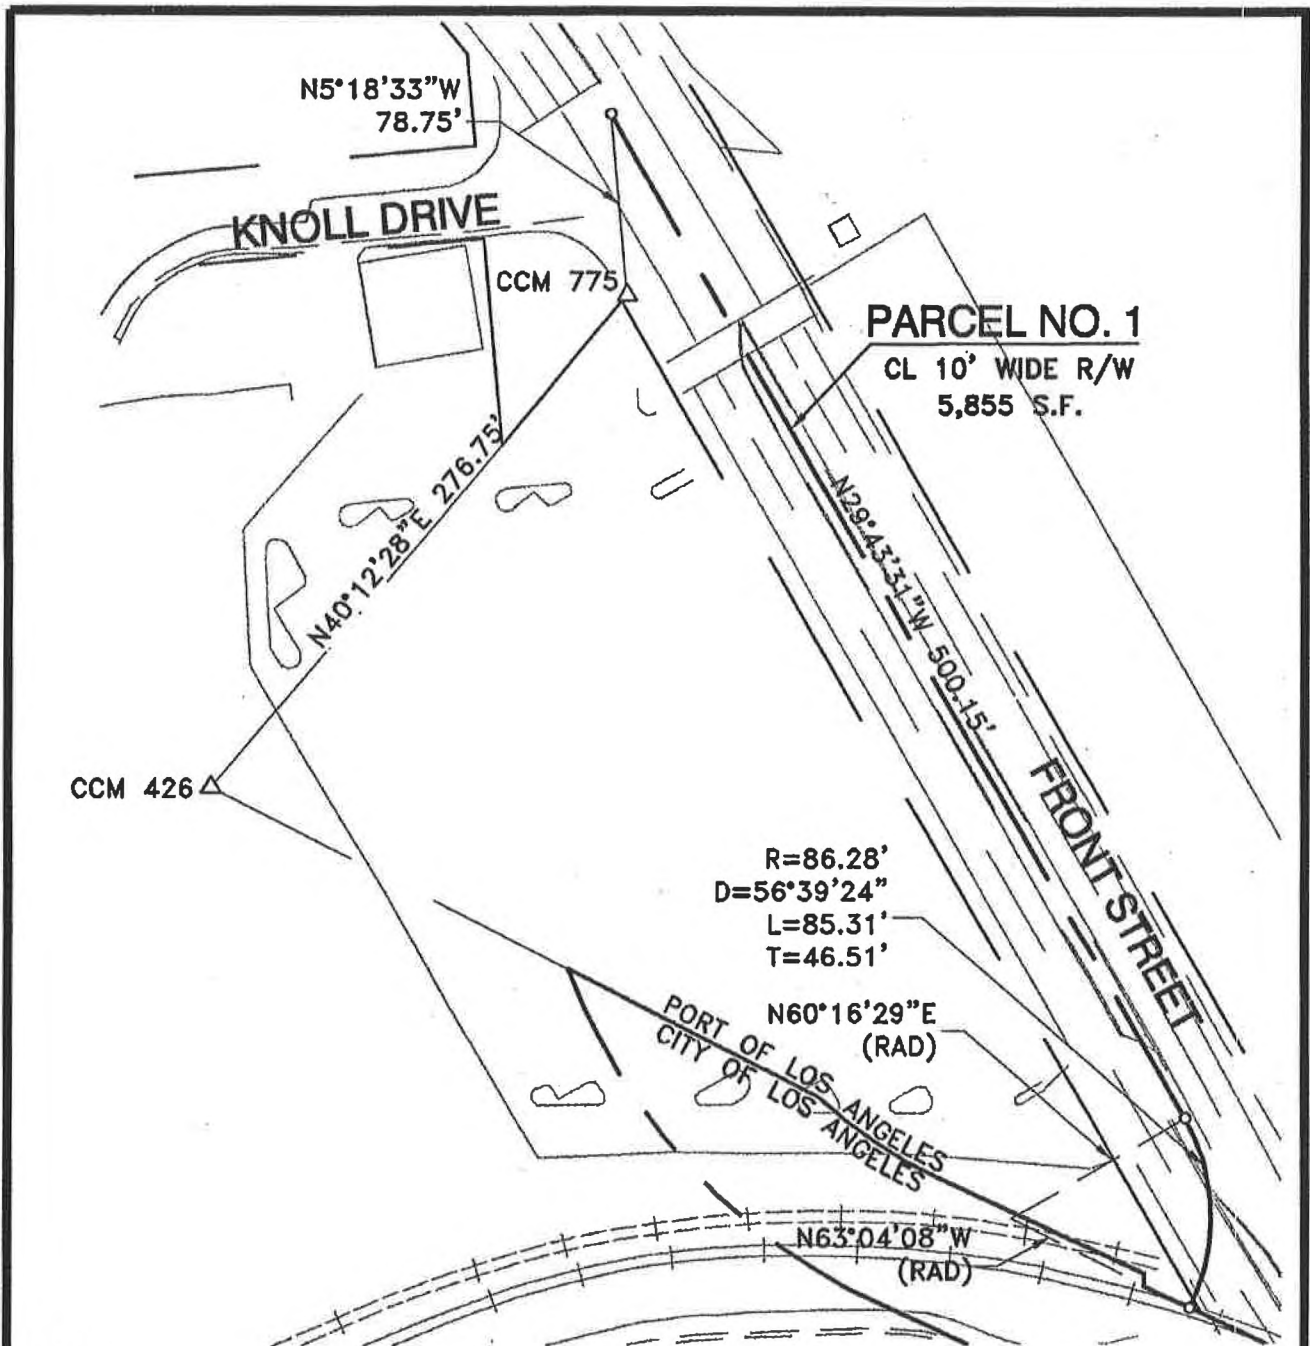 N5°18'33"W
78.75'
KNOLL DRIVE
CCM 775
PARCEL NO. 1
CL 10' WIDE R/W
5,855 S.F.
N40°12'28"E 276.75'
N29°43'31"W 500.15'
CCM 426
FRONT STREET
R=86.28'
D=56°39'24"
L=85.31'
T=46.51'
N60°16'29"E
(RAD)
PORT OF LOS ANGELES
CITY OF LOS ANGELES
N63°04'08"W
(RAD)